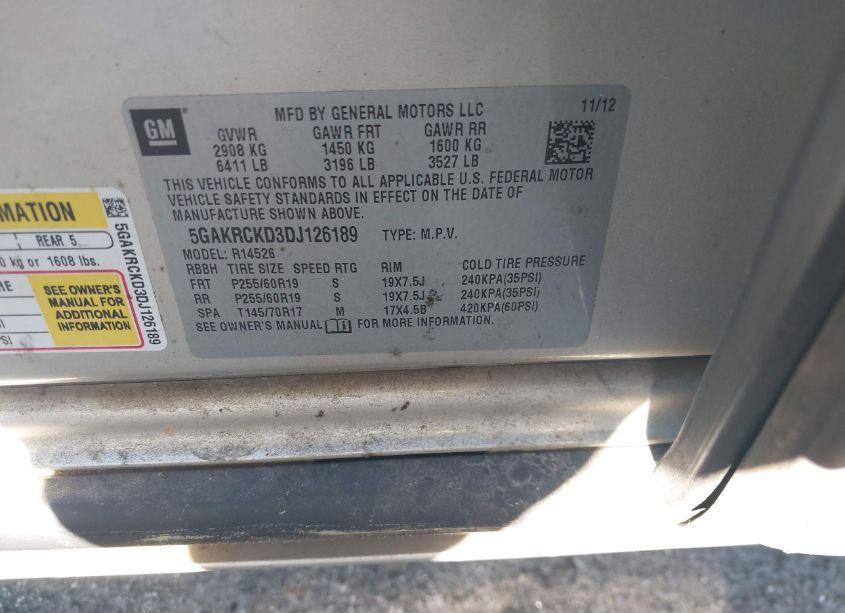 GM
MFD BY GENERAL MOTORS LLC 11/12
GVWR GAWR FRT GAWR RR
2908 KG 1450 KG 1600 KG
6411 LB 3196 LB 3527 LB
THIS VEHICLE CONFORMS TO ALL APPLICABLE U.S. FEDERAL MOTOR
VEHICLE SAFETY STANDARDS IN EFFECT ON THE DATE OF
MANUFACTURE SHOWN ABOVE.
5GAKRCKD3DJ126189 TYPE: M.P.V.
MODEL: R14526
RBBH TIRE SIZE SPEED RTG RIM COLD TIRE PRESSURE
FRT P255/60R19 S 19X7.5J 240KPA(35PSI)
RR P255/60R19 S 19X7.5J 240KPA(35PSI)
SPA T145/70R17 M 17X4.5B 420KPA(60PSI)
SEE OWNER'S MANUAL FOR MORE INFORMATION.
REAR 5
kg or 1608 lbs.
SEE OWNER'S
MANUAL FOR
ADDITIONAL
INFORMATION
5GAKRCKD3DJ126189